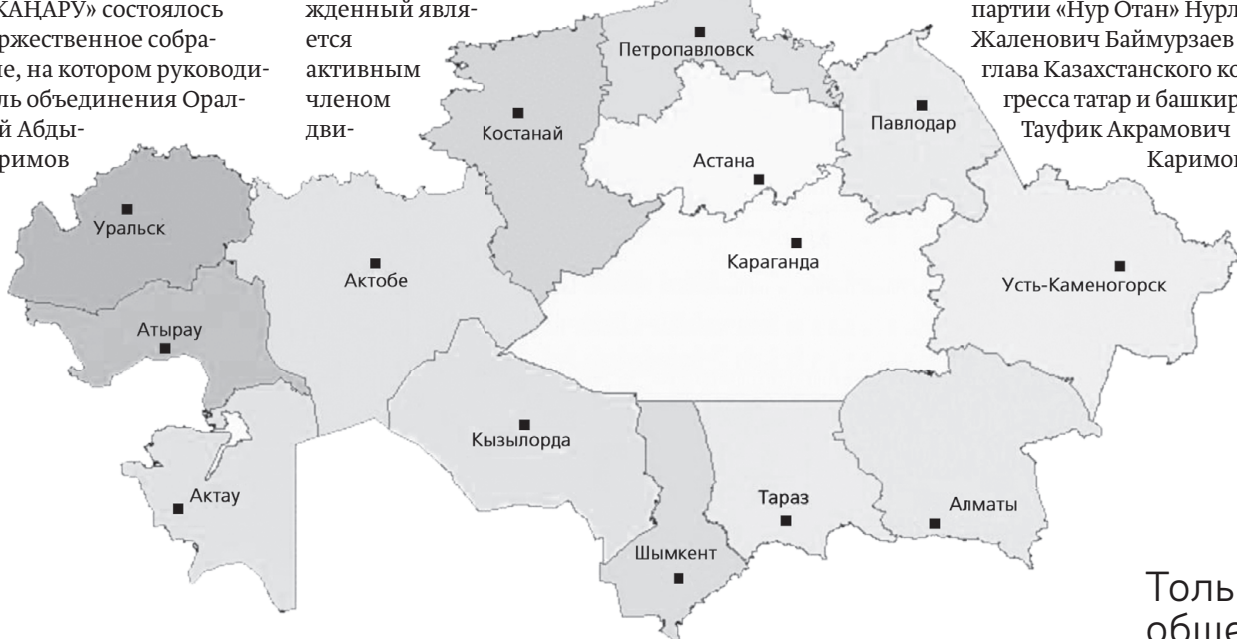 КАҢАРУ» состоялось
ржественное собра-
ие, на котором руководи-
ль объединения Орал-
й Абды-
римов
жденный явля-
ется
активным
членом
дви-
партии «Нур Отан» Нурл
Жаленович Баймурзаев
глава Казахстанского ко
гресса татар и башкир
Тауфик Акрамович
Каримов
Петропавловск
Костанай
Павлодар
Астана
Уральск
Караганда
Актобе
Усть-Каменогорск
Атырау
Кызылорда
Актау
Тараз
Алматы
Шымкент
Толь
обще